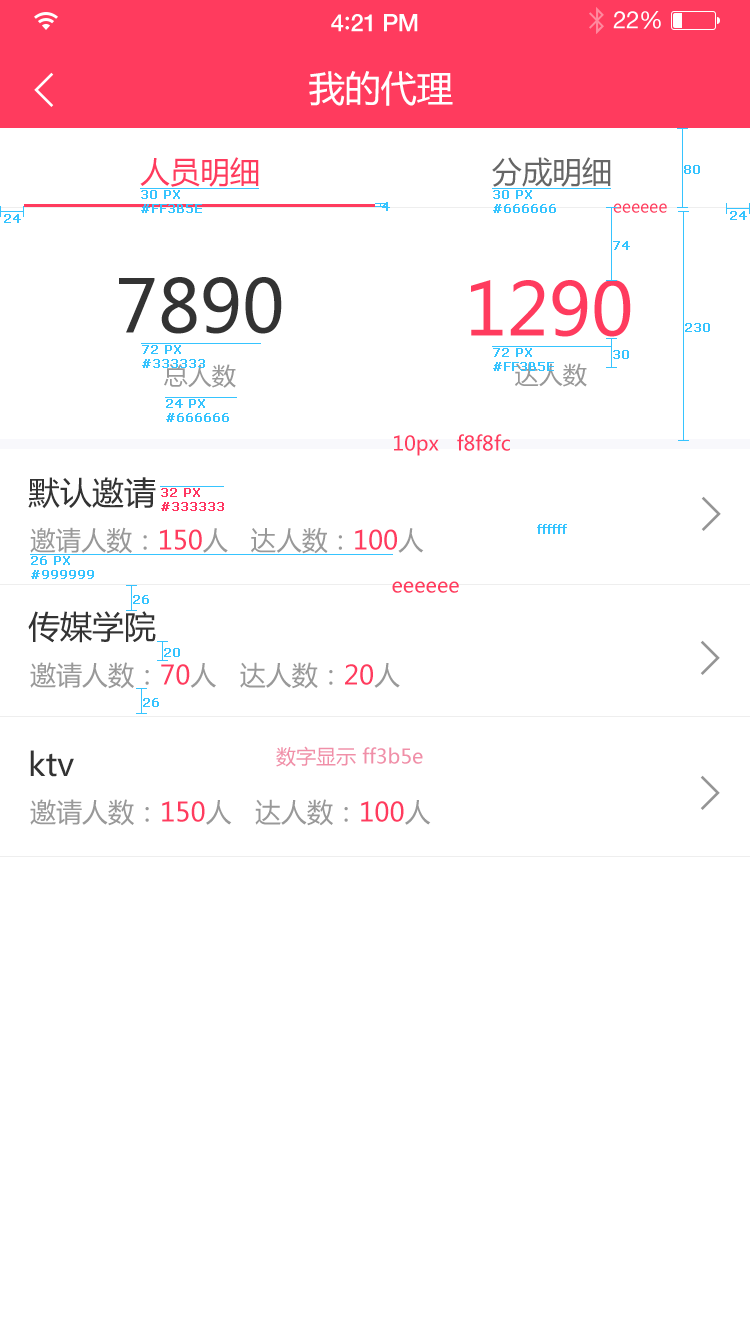 4:21 PM 22%
我的代理
人员明细 分成明细
80
30 PX 30 PX
#FF3B5E #666666
24 4 eeeeee 24
74
7890 1290
230
72 PX 72 PX 30
#333333 #FF3B5E
总人数 达人数
24 PX
#666666
10px f8f8fc
默认邀请 32 PX
#333333
ffffff
邀请人数：150人 达人数：100人
26 PX
#999999
eeeeee
26
传媒学院
20
邀请人数：70人 达人数：20人
26
数字显示 ff3b5e
ktv
邀请人数：150人 达人数：100人